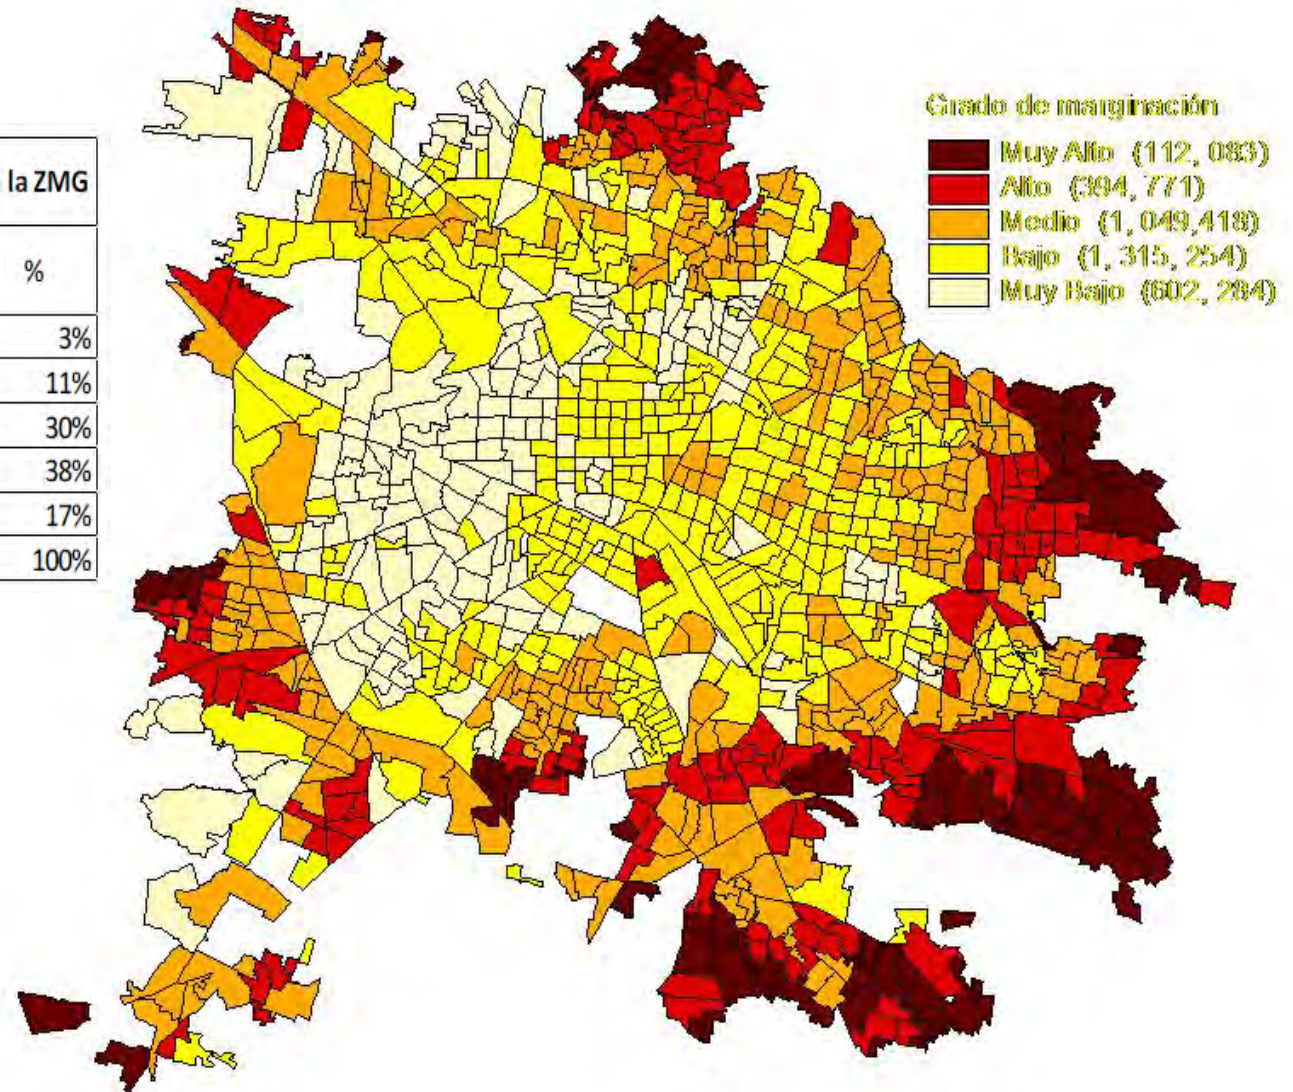 la ZMG
%
3%
11%
30%
38%
17%
100%
Grado de marginación
Muy Alto (112, 083)
Alto (394, 771)
Medio (1, 049,418)
Bajo (1, 315, 254)
Muy Bajo (602, 284)